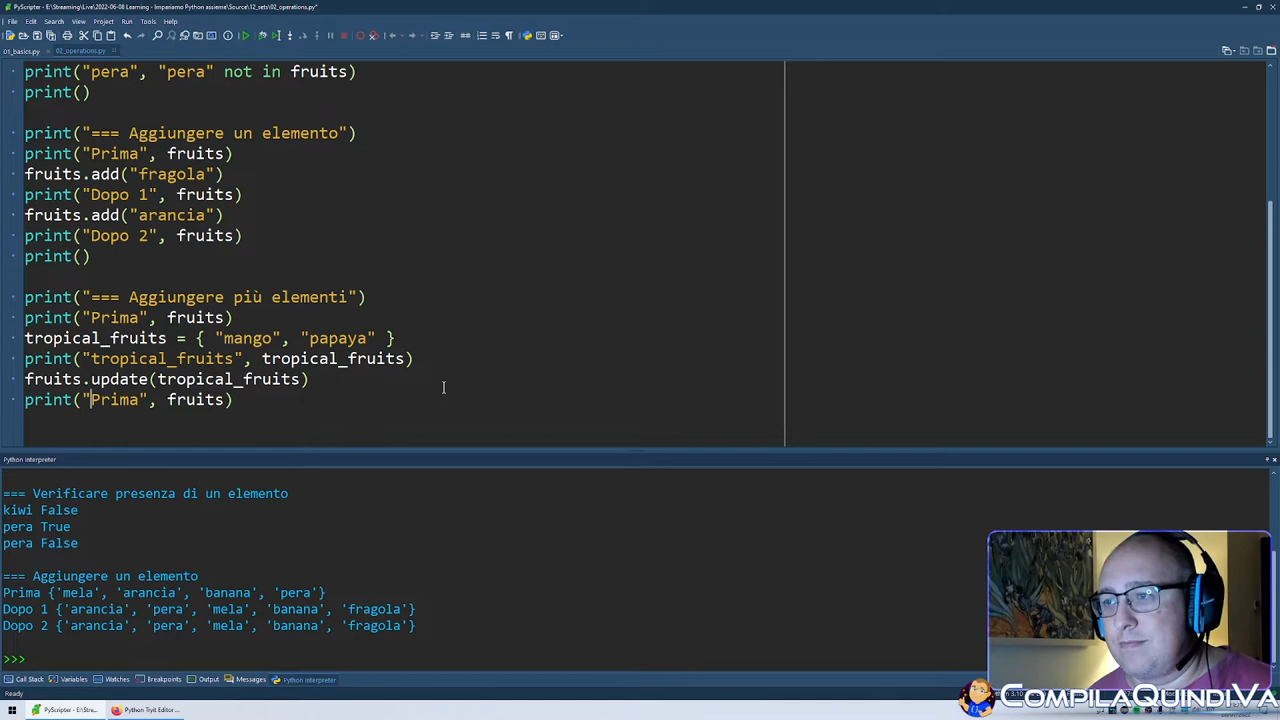 PyScripter - E:\Streaming\Live\2022-06-08 Learning - Impariamo Python assieme\Source\12_sets\02_operations.py*
File Edit Search View Project Run Tools Help
01_basics.py 02_operations.py
print("pera", "pera" not in fruits)
print()
print("=== Aggiungere un elemento")
print("Prima", fruits)
fruits.add("fragola")
print("Dopo 1", fruits)
fruits.add("arancia")
print("Dopo 2", fruits)
print()
print("=== Aggiungere più elementi")
print("Prima", fruits)
tropical_fruits = { "mango", "papaya" }
print("tropical_fruits", tropical_fruits)
fruits.update(tropical_fruits)
print("Prima", fruits)
Python Interpreter
=== Verificare presenza di un elemento
kiwi False
pera True
pera False
=== Aggiungere un elemento
Prima {'mela', 'arancia', 'banana', 'pera'}
Dopo 1 {'arancia', 'pera', 'mela', 'banana', 'fragola'}
Dopo 2 {'arancia', 'pera', 'mela', 'banana', 'fragola'}
>>>
Call Stack Variables Watches Breakpoints Output Messages Python Interpreter
Ready
PyScripter - E:\Stre... Python Tryit Editor ...
CompilaQuindiVa